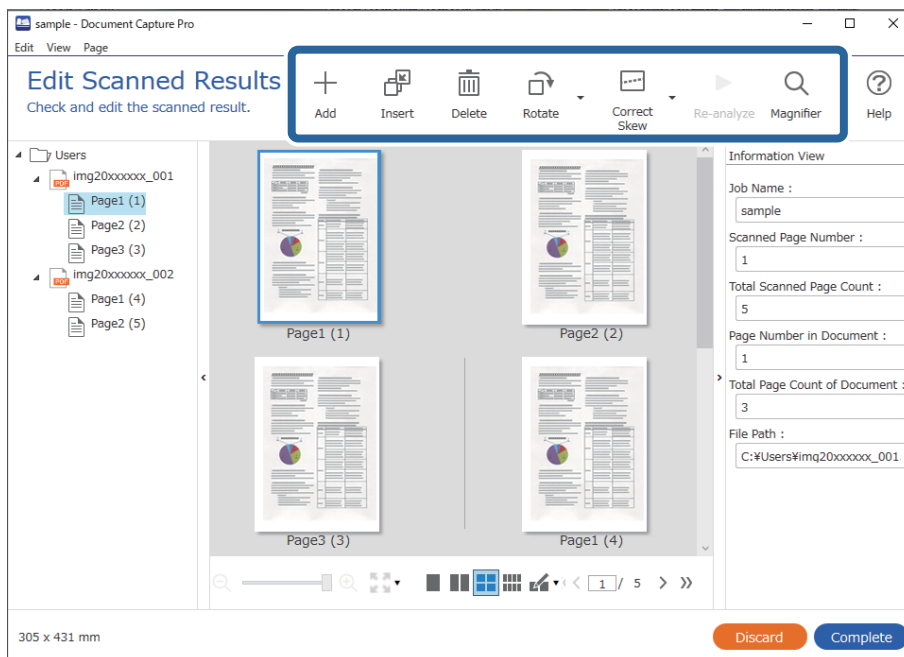 sample - Document Capture Pro
Edit View Page
Edit Scanned Results
Check and edit the scanned result.
Add
Insert
Delete
Rotate
Correct Skew
Re-analyze
Magnifier
Help
Users
PDF
img20xxxxxx_001
Page1 (1)
Page2 (2)
Page3 (3)
PDF
img20xxxxxx_002
Page1 (4)
Page2 (5)
Page1 (1)
Page2 (2)
Page3 (3)
Page1 (4)
1 / 5
Information View
Job Name :
sample
Scanned Page Number :
1
Total Scanned Page Count :
5
Page Number in Document :
1
Total Page Count of Document :
3
File Path :
C:¥Users¥img20xxxxxx_001.
305 x 431 mm
Discard
Complete